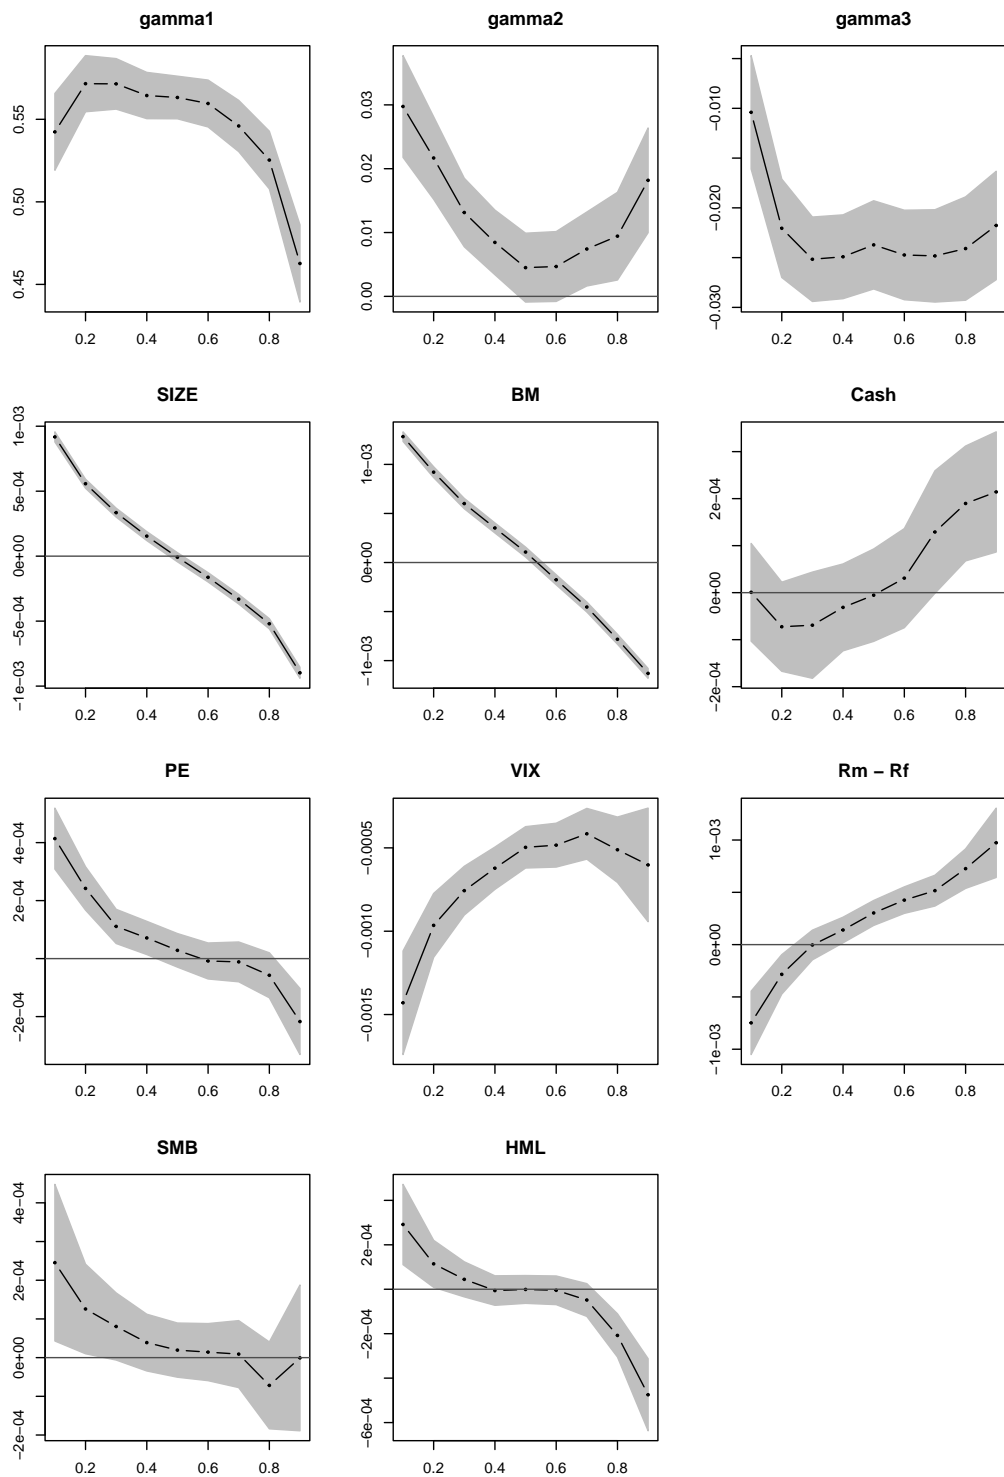 gamma1 gamma2 gamma3
0.55 0.50 0.45
0.03 0.02 0.01 0.00
−0.010 −0.020 −0.030
0.2 0.4 0.6 0.8 0.2 0.4 0.6 0.8 0.2 0.4 0.6 0.8
SIZE BM Cash
1e−03 5e−04 0e+00 −5e−04 −1e−03
1e−03 0e+00 −1e−03
2e−04 0e+00 −2e−04
0.2 0.4 0.6 0.8 0.2 0.4 0.6 0.8 0.2 0.4 0.6 0.8
PE VIX Rm − Rf
4e−04 2e−04 −2e−04
−0.0005 −0.0010 −0.0015
1e−03 0e+00 −1e−03
0.2 0.4 0.6 0.8 0.2 0.4 0.6 0.8 0.2 0.4 0.6 0.8
SMB HML
4e−04 2e−04 0e+00 −2e−04
2e−04 −2e−04 −6e−04
0.2 0.4 0.6 0.8 0.2 0.4 0.6 0.8